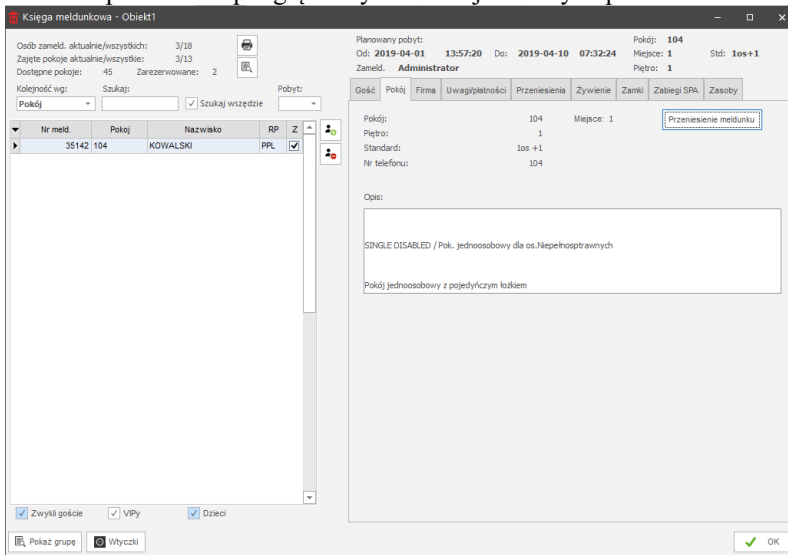 Księga meldunkowa - Obiekt1
Osób zameld. aktualnie/wszystkich: 3/18
Zajęte pokoje aktualnie/wszystkie: 3/13
Dostępne pokoje: 45 Zarezerwowane: 2
Kolejność wg: Szukaj: Pobyt:
Pokój Szukaj wszędzie
Nr meld. Pokoj Nazwisko RP Z
35142 104 KOWALSKI PPL
Zwykli goście VIPy Dzieci
Pokaż grupę Wtyczki
Planowany pobyt: Pokój: 104
Od: 2019-04-01 13:57:20 Do: 2019-04-10 07:32:24 Miejsce: 1 Std: 1os+1
Zameld. Administrator Piętro: 1
Gość Pokój Firma Uwagi/płatności Przeniesienia Żywienie Zamki Zabiegi SPA Zasoby
Pokój: 104 Miejsce: 1 Przeniesienie meldunku
Piętro: 1
Standard: 1os +1
Nr telefonu: 104
Opis:
SINGLE DISABLED / Pok. jednoosobowy dla os.Niepełnosptrawnych
Pokój jednoosobowy z pojedyńczym łożkiem
OK